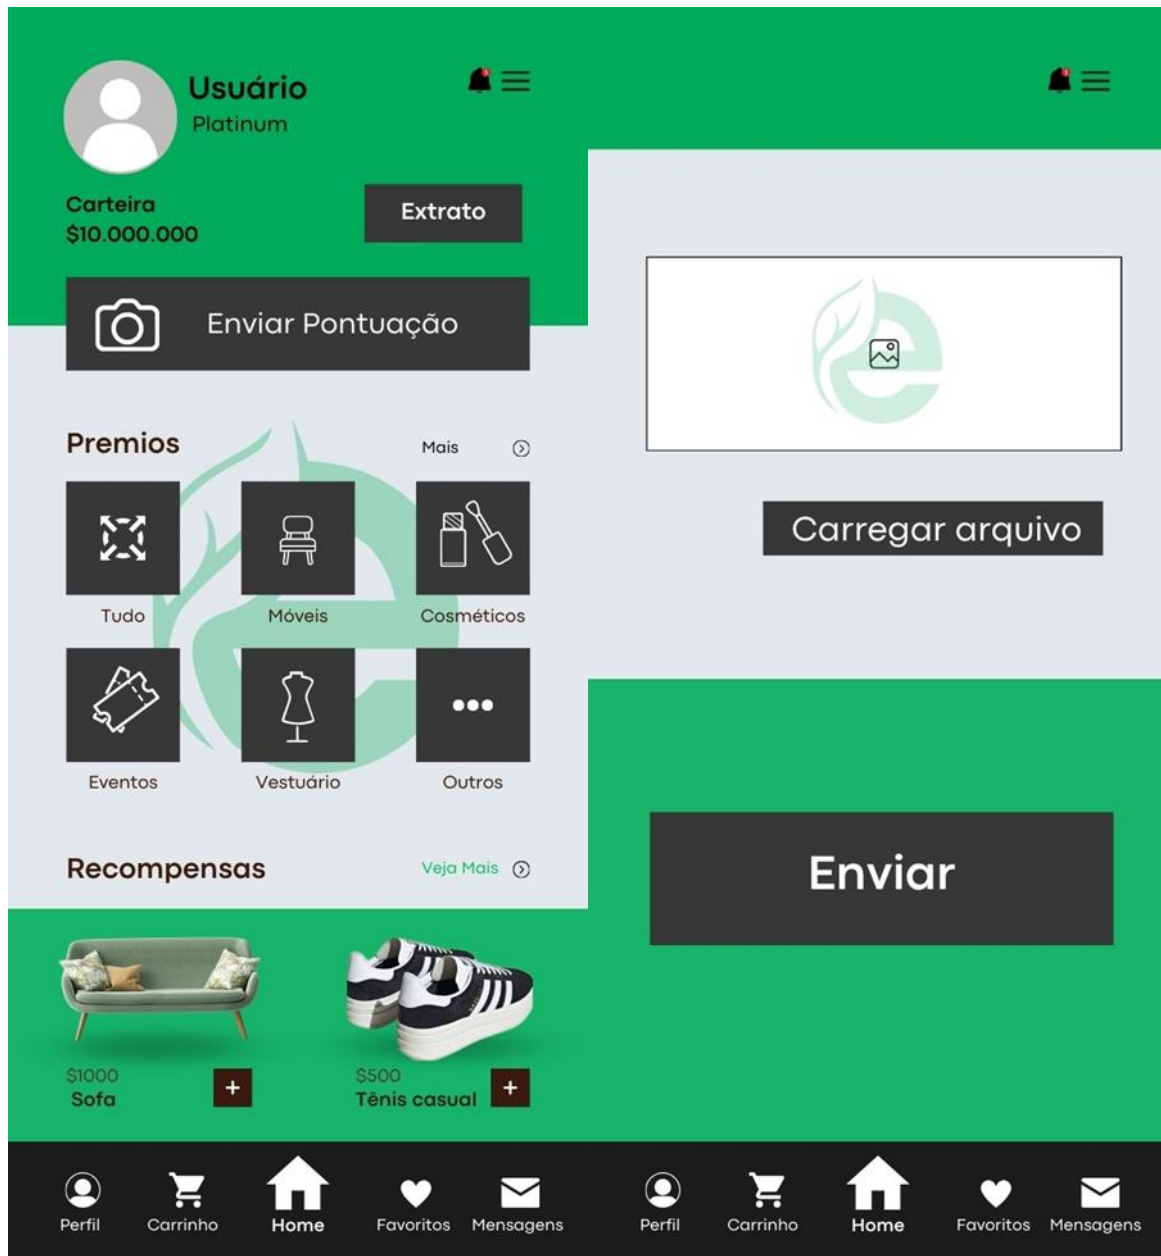 Usuário
Platinum
Carteira
$10.000.000
Extrato
Enviar Pontuação
Premios
Mais
Tudo
Móveis
Cosméticos
Eventos
Vestuário
Outros
Recompensas
Veja Mais
$1000
Sofa
+
$500
Tênis casual
+
Perfil
Carrinho
Home
Favoritos
Mensagens
Carregar arquivo
Enviar
Perfil
Carrinho
Home
Favoritos
Mensagens